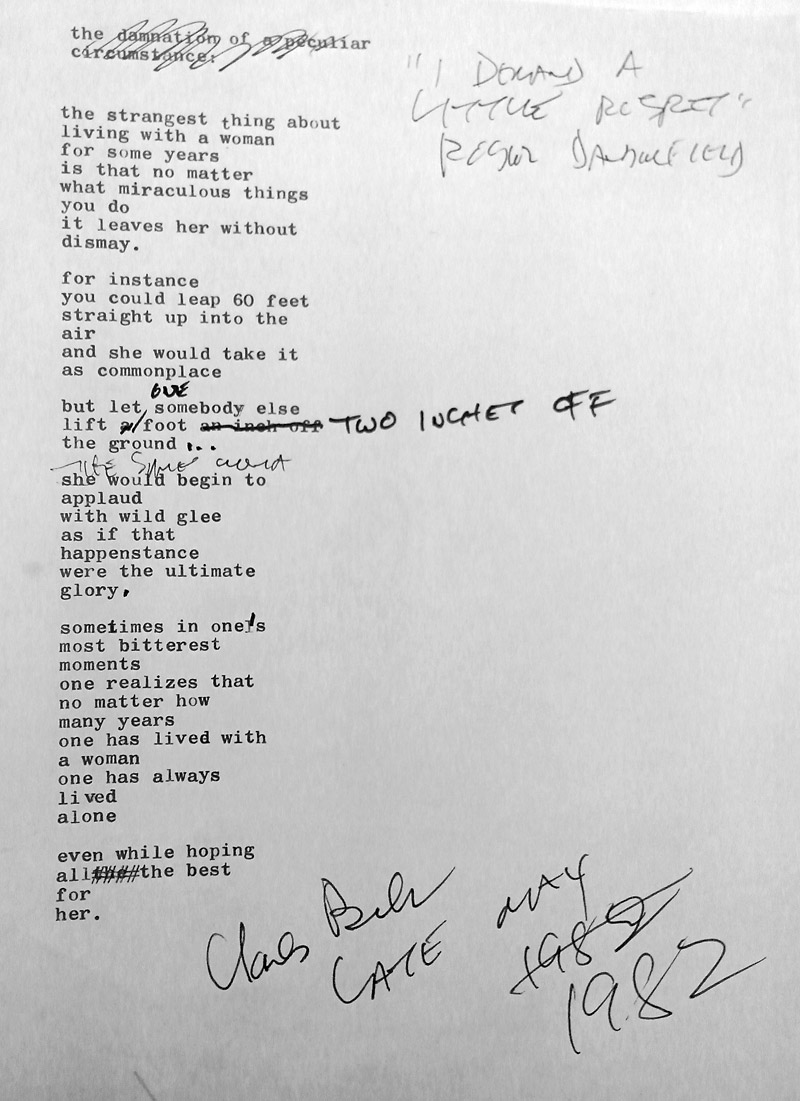 the damnation of a peculiar
circumstance:
"I DEMAND A
LITTLE RESPECT"
DANGERFIELD
the strangest thing about
living with a woman
for some years
is that no matter
what miraculous things
you do
it leaves her without
dismay.
for instance
you could leap 60 feet
straight up into the
air
and she would take it
as commonplace
but let somebody else
lift a foot an inch off TWO INCHES OFF
the ground...
THE SAME
she would begin to
applaud
with wild glee
as if that
happenstance
were the ultimate
glory,
sometimes in one's
most bitterest
moments
one realizes that
no matter how
many years
one has lived with
a woman
one has always
lived
alone
even while hoping
all####the best
for
her.
Charles
LATE MAY
1982
1982